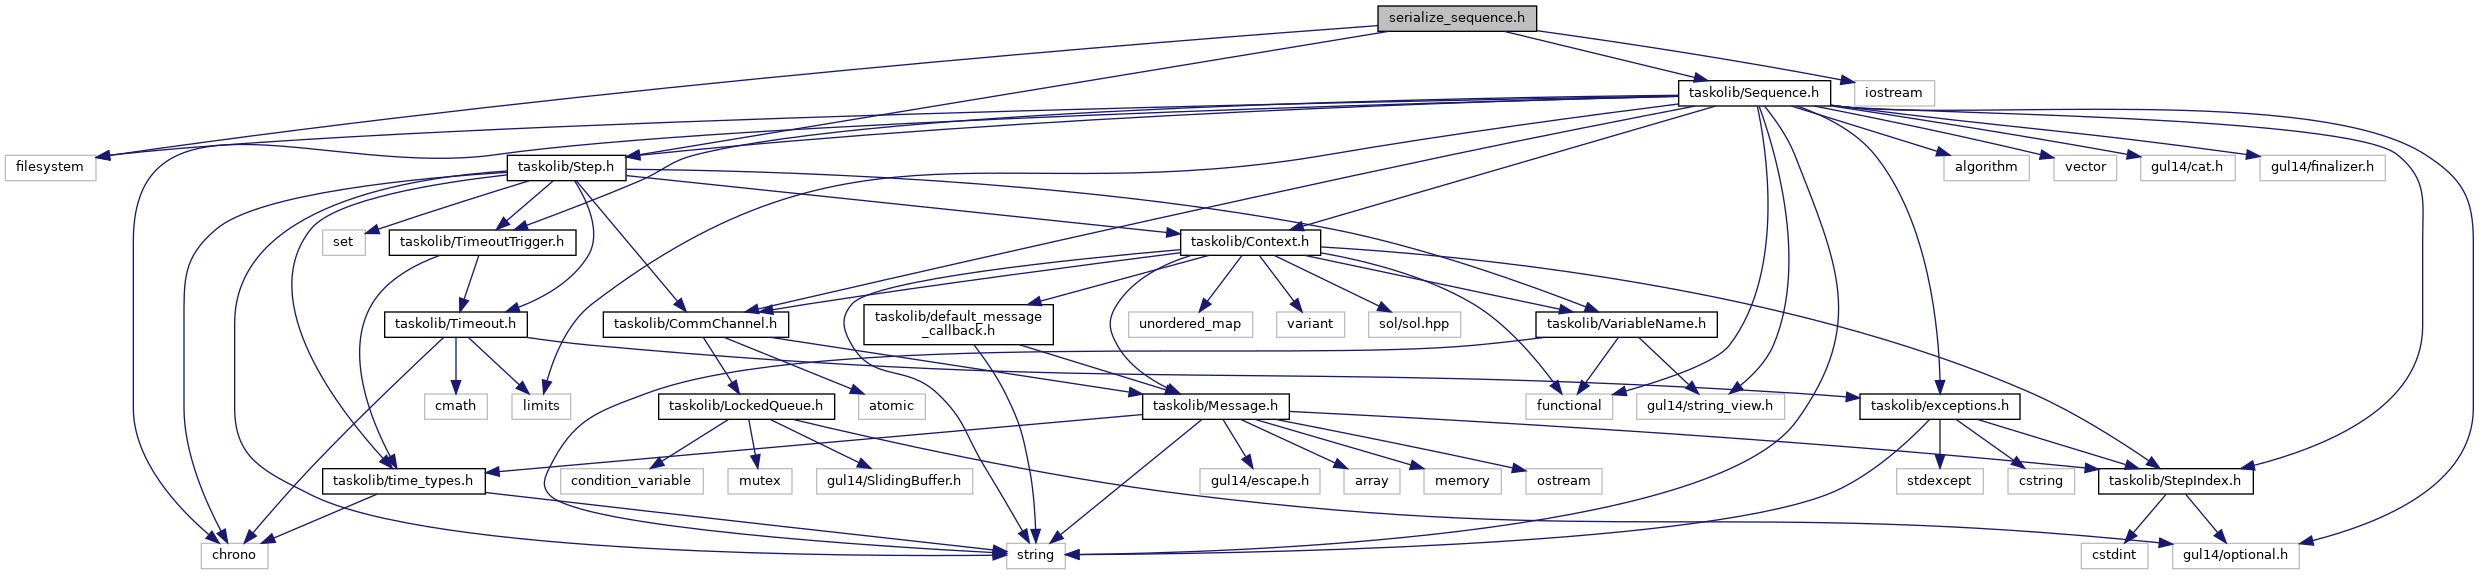 serialize_sequence.h
taskolib/Sequence.h
iostream
filesystem
taskolib/Step.h
algorithm
vector
gul14/cat.h
gul14/finalizer.h
set
taskolib/TimeoutTrigger.h
taskolib/Context.h
taskolib/Timeout.h
taskolib/CommChannel.h
taskolib/default_message
_callback.h
unordered_map
variant
sol/sol.hpp
taskolib/VariableName.h
cmath
limits
taskolib/LockedQueue.h
atomic
taskolib/Message.h
functional
gul14/string_view.h
taskolib/exceptions.h
taskolib/time_types.h
condition_variable
mutex
gul14/SlidingBuffer.h
gul14/escape.h
array
memory
ostream
stdexcept
cstring
taskolib/StepIndex.h
chrono
string
cstdint
gul14/optional.h